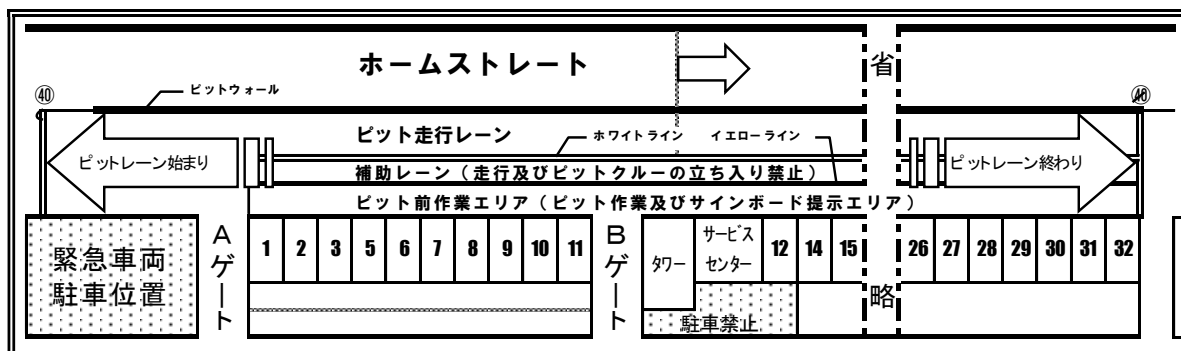 ホームストレート
省
㊵
ピットウォール
㊵
ピット走行レーン
ホワイトライン
イエローライン
ピットレーン始まり
ピットレーン終わり
補助レーン（走行及びピットクルーの立ち入り禁止）
ピット前作業エリア（ピット作業及びサインボード提示エリア）
緊急車両
駐車位置
Aゲート
1 2 3 5 6 7 8 9 10 11
Bゲート
タワー
サービス
センター
12 14 15
26 27 28 29 30 31 32
略
駐車禁止